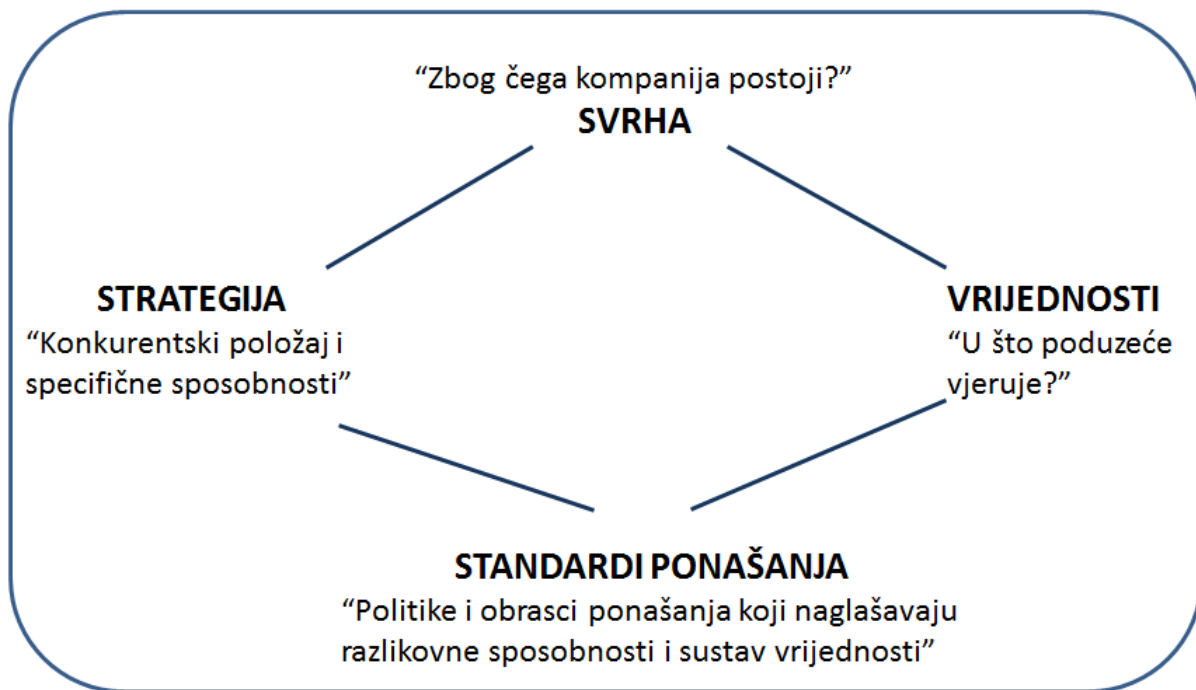 “Zbog čega kompanija postoji?”
SVRHA
STRATEGIJA
“Konkurentski položaj i
specifične sposobnosti”
VRIJEDNOSTI
“U što poduzeće
vjeruje?”
STANDARDI PONAŠANJA
“Politike i obrasci ponašanja koji naglašavaju
razlikovne sposobnosti i sustav vrijednosti”